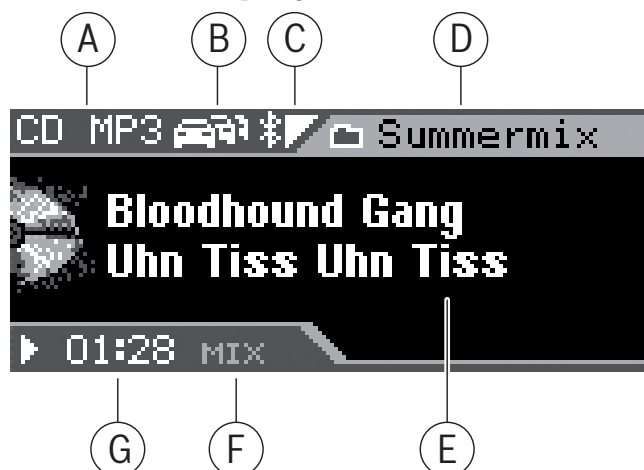 A B C D
CD MP3 Summermix
Bloodhound Gang
Uhn Tiss Uhn Tiss
01:28 MIX
G F E